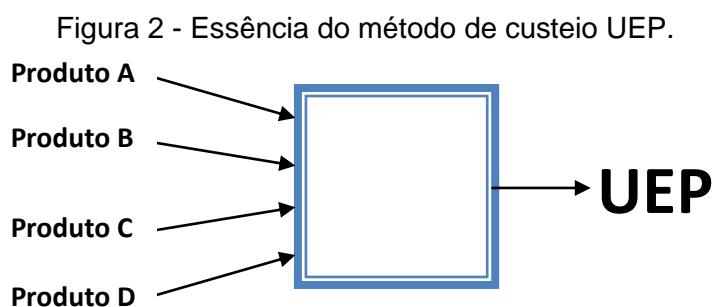 Figura 2 - Essência do método de custeio UEP.
Produto A
Produto B
Produto C
Produto D
UEP